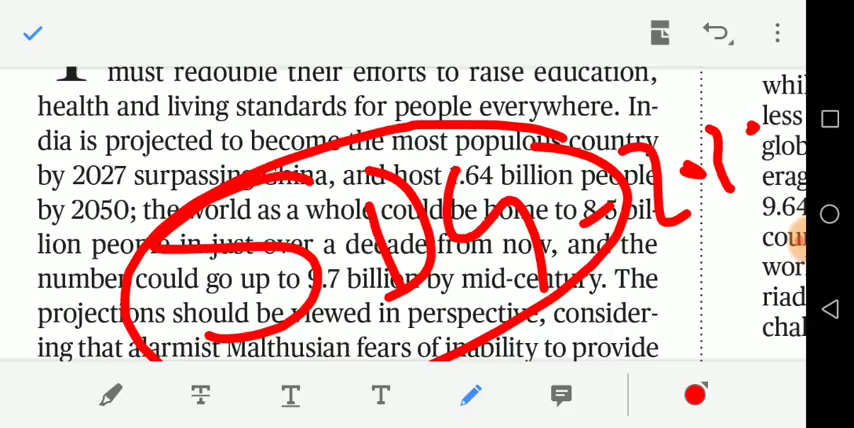 must redouble their efforts to raise education,
health and living standards for people everywhere. In-
dia is projected to become the most populous country
by 2027 surpassing China, and host 1.64 billion people
by 2050; the world as a whole could be home to 8.5 bil-
lion people in just over a decade from now, and the
number could go up to 9.7 billion by mid-century. The
projections should be viewed in perspective, consider-
ing that alarmist Malthusian fears of inability to provide
whi
less
glob
erag
9.64
cou
wor
riad
chal